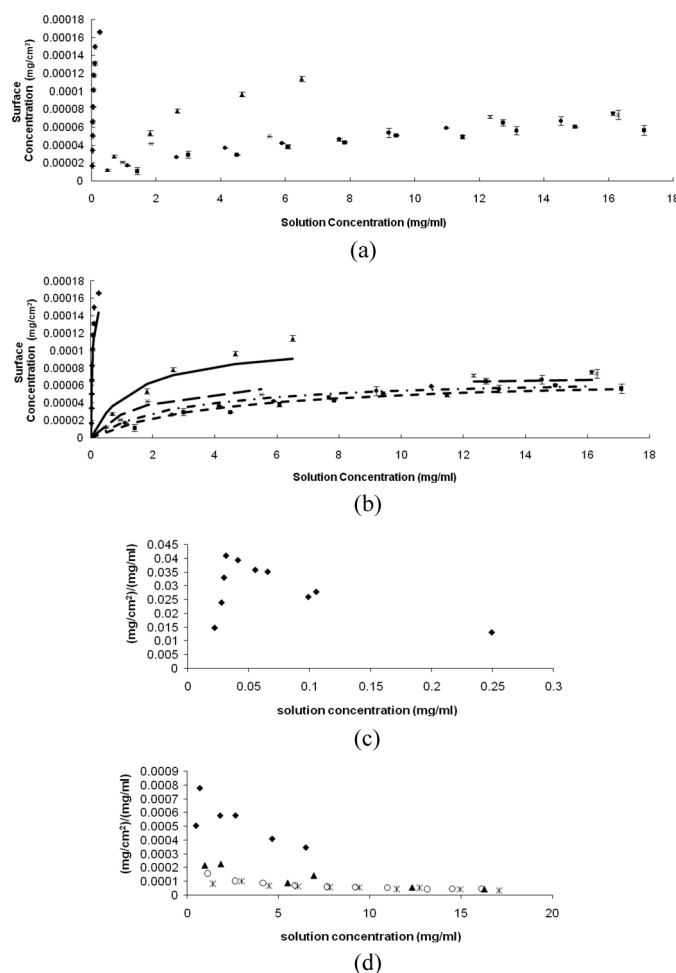 0.00018
0.00016
0.00014
0.00012
0.0001
0.00008
0.00006
0.00004
0.00002
0
Surface
Concentration (mg/cm²)
0 2 4 6 8 10 12 14 16 18
Solution Concentration (mg/ml)
(a)
0.00018
0.00016
0.00014
0.00012
0.0001
0.00008
0.00006
0.00004
0.00002
0
Surface
Concentration (mg/cm²)
0 2 4 6 8 10 12 14 16 18
Solution Concentration (mg/ml)
(b)
0.045
0.04
0.035
0.03
0.025
0.02
0.015
0.01
0.005
0
(mg/cm²)/(mg/ml)
0 0.05 0.1 0.15 0.2 0.25 0.3
solution concentration (mg/ml)
(c)
0.0009
0.0008
0.0007
0.0006
0.0005
0.0004
0.0003
0.0002
0.0001
0
(mg/cm²)/(mg/ml)
0 5 10 15 20
solution concentration (mg/ml)
(d)